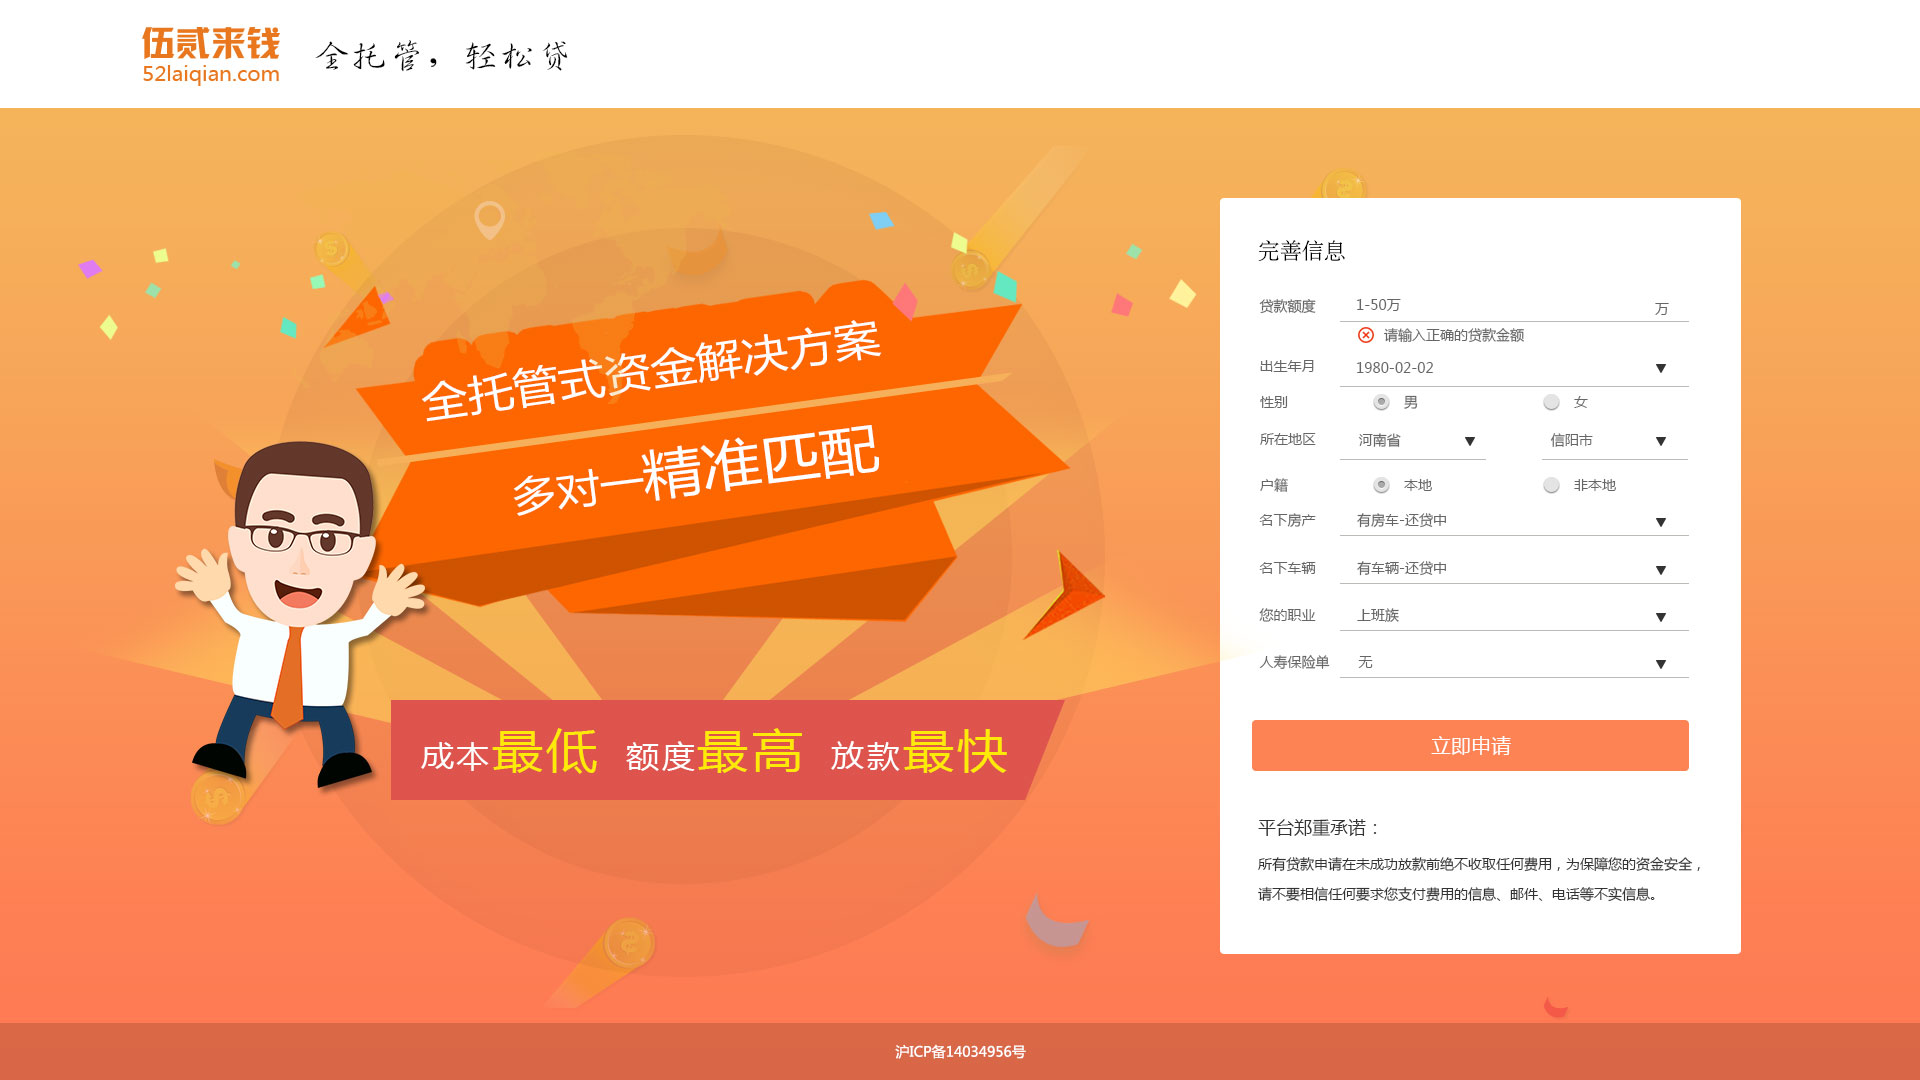 伍贰来钱
52laiqian.com
全托管，轻松贷
全托管式资金解决方案
多对一精准匹配
成本最低 额度最高 放款最快
完善信息
贷款额度 1-50万 万
请输入正确的贷款金额
出生年月 1980-02-02
性别 男 女
所在地区 河南省 信阳市
户籍 本地 非本地
名下房产 有房车-还贷中
名下车辆 有车辆-还贷中
您的职业 上班族
人寿保险单 无
立即申请
平台郑重承诺：
所有贷款申请在未成功放款前绝不收取任何费用，为保障您的资金安全，
请不要相信任何要求您支付费用的信息、邮件、电话等不实信息。
沪ICP备14034956号